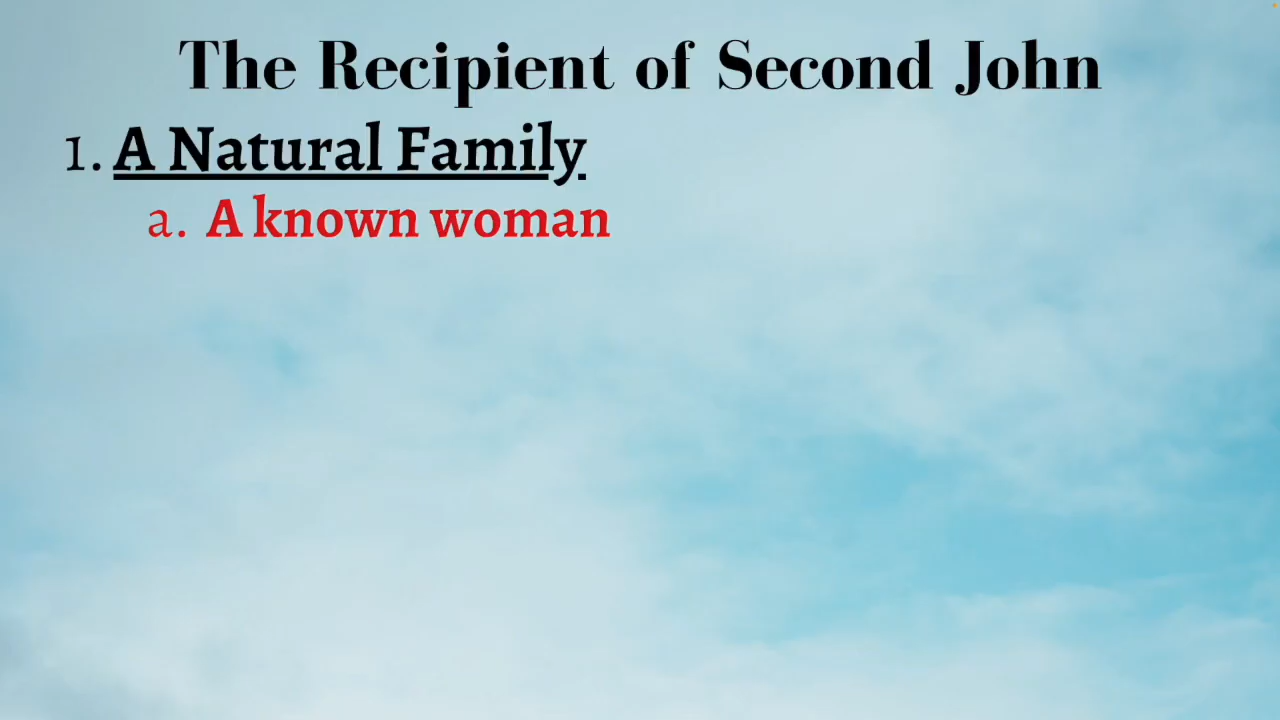 The Recipient of Second John
1. A Natural Family
a. A known woman